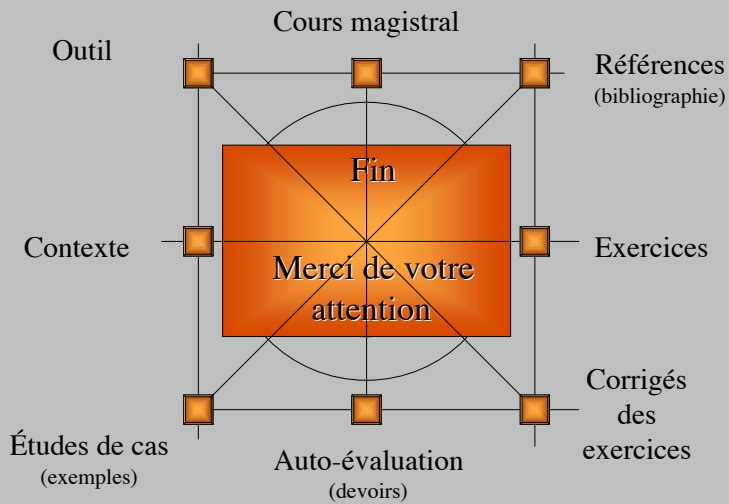 Cours magistral
Outil
Références
(bibliographie)
Fin
Contexte
Exercices
Merci de votre
attention
Corrigés
des
exercices
Études de cas
(exemples)
Auto-évaluation
(devoirs)